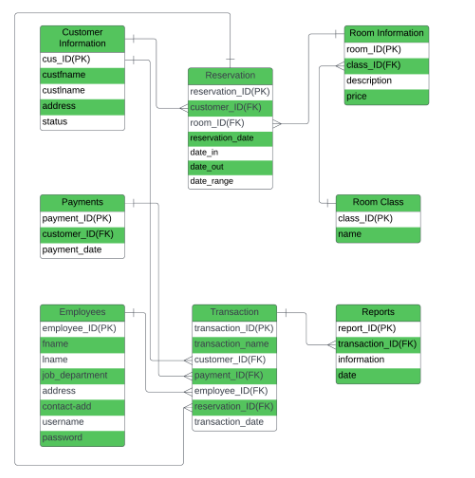 Customer
Information
cus_ID(PK)
custfname
custlname
address
status
Reservation
reservation_ID(PK)
customer_ID(FK)
room_ID(FK)
reservation_date
date_in
date_out
date_range
Room Information
room_ID(PK)
class_ID(FK)
description
price
Payments
payment_ID(PK)
customer_ID(FK)
payment_date
Room Class
class_ID(PK)
name
Employees
employee_ID(PK)
fname
lname
job_department
address
contact-add
username
password
Transaction
transaction_ID(PK)
transaction_name
customer_ID(FK)
payment_ID(FK)
employee_ID(FK)
reservation_ID(FK)
transaction_date
Reports
report_ID(PK)
transaction_ID(FK)
information
date